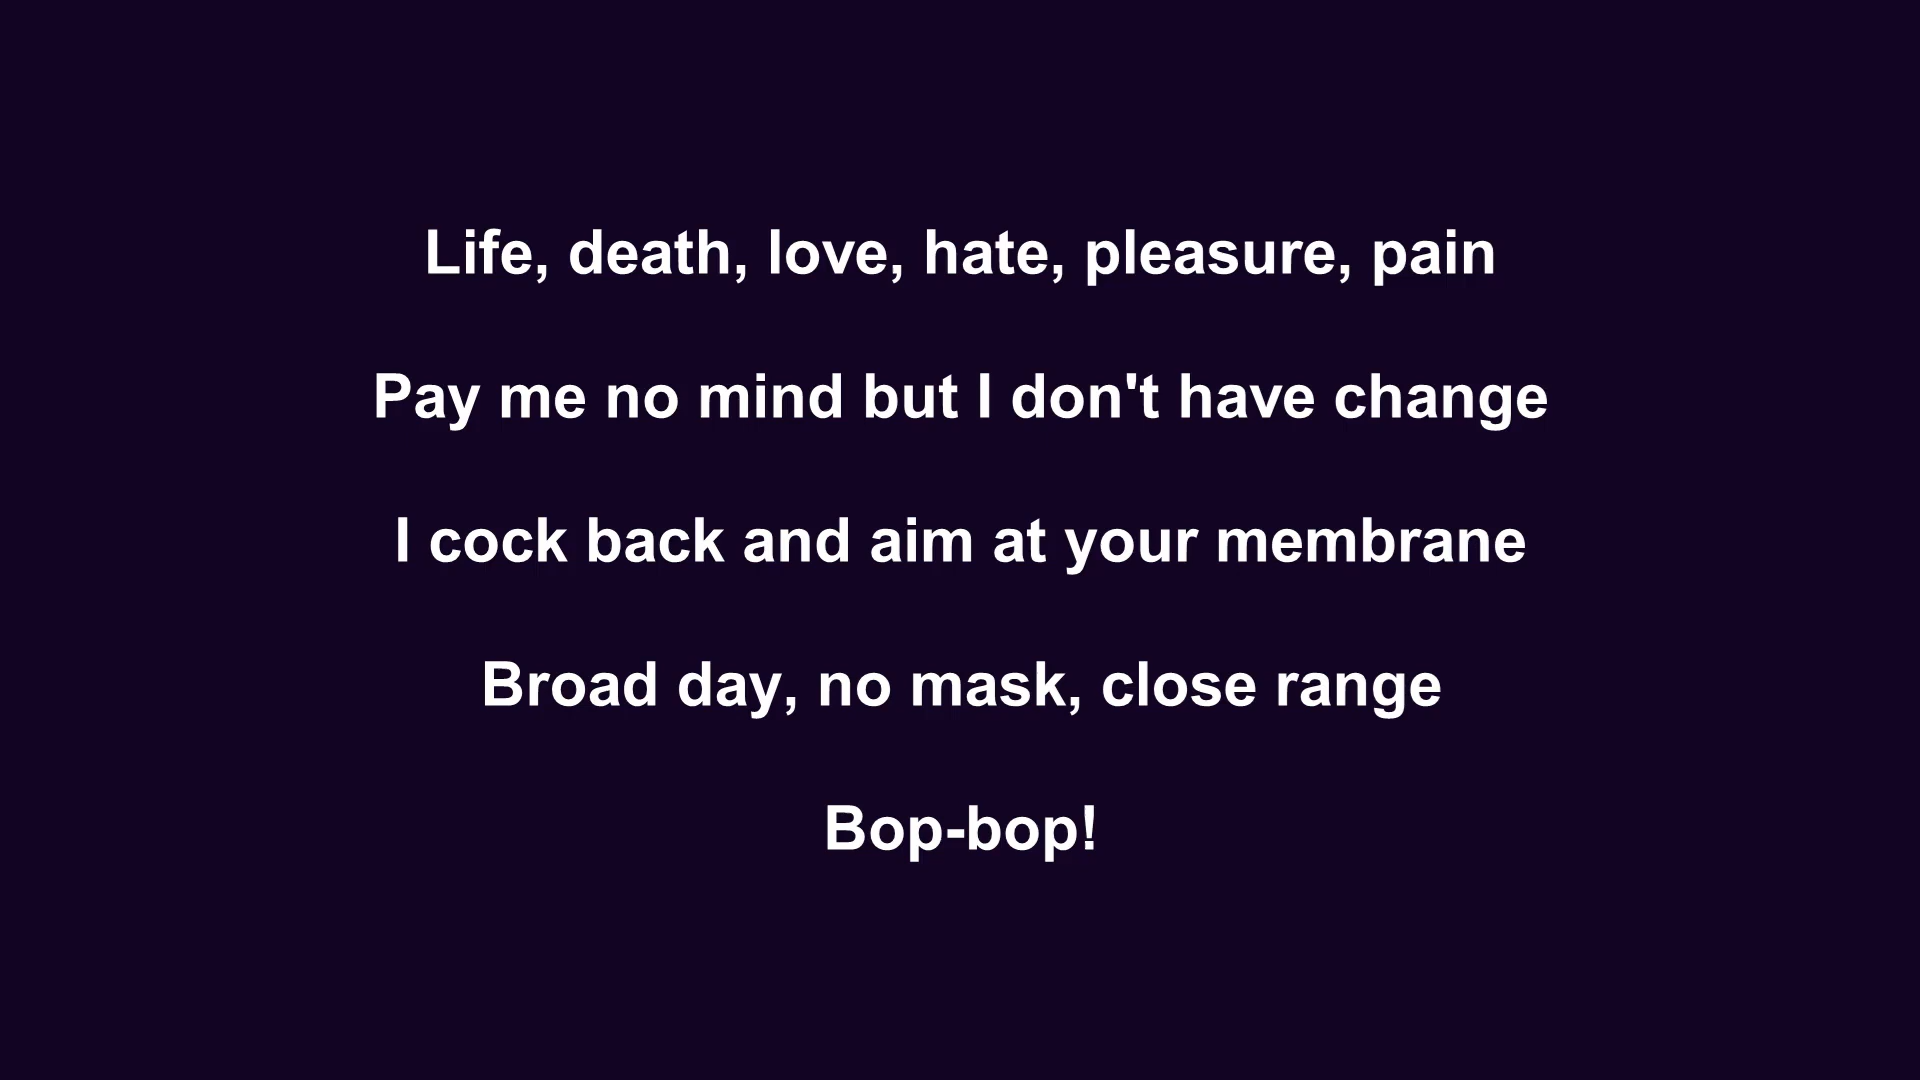 Life, death, love, hate, pleasure, pain
Pay me no mind but I don't have change
I cock back and aim at your membrane
Broad day, no mask, close range
Bop-bop!